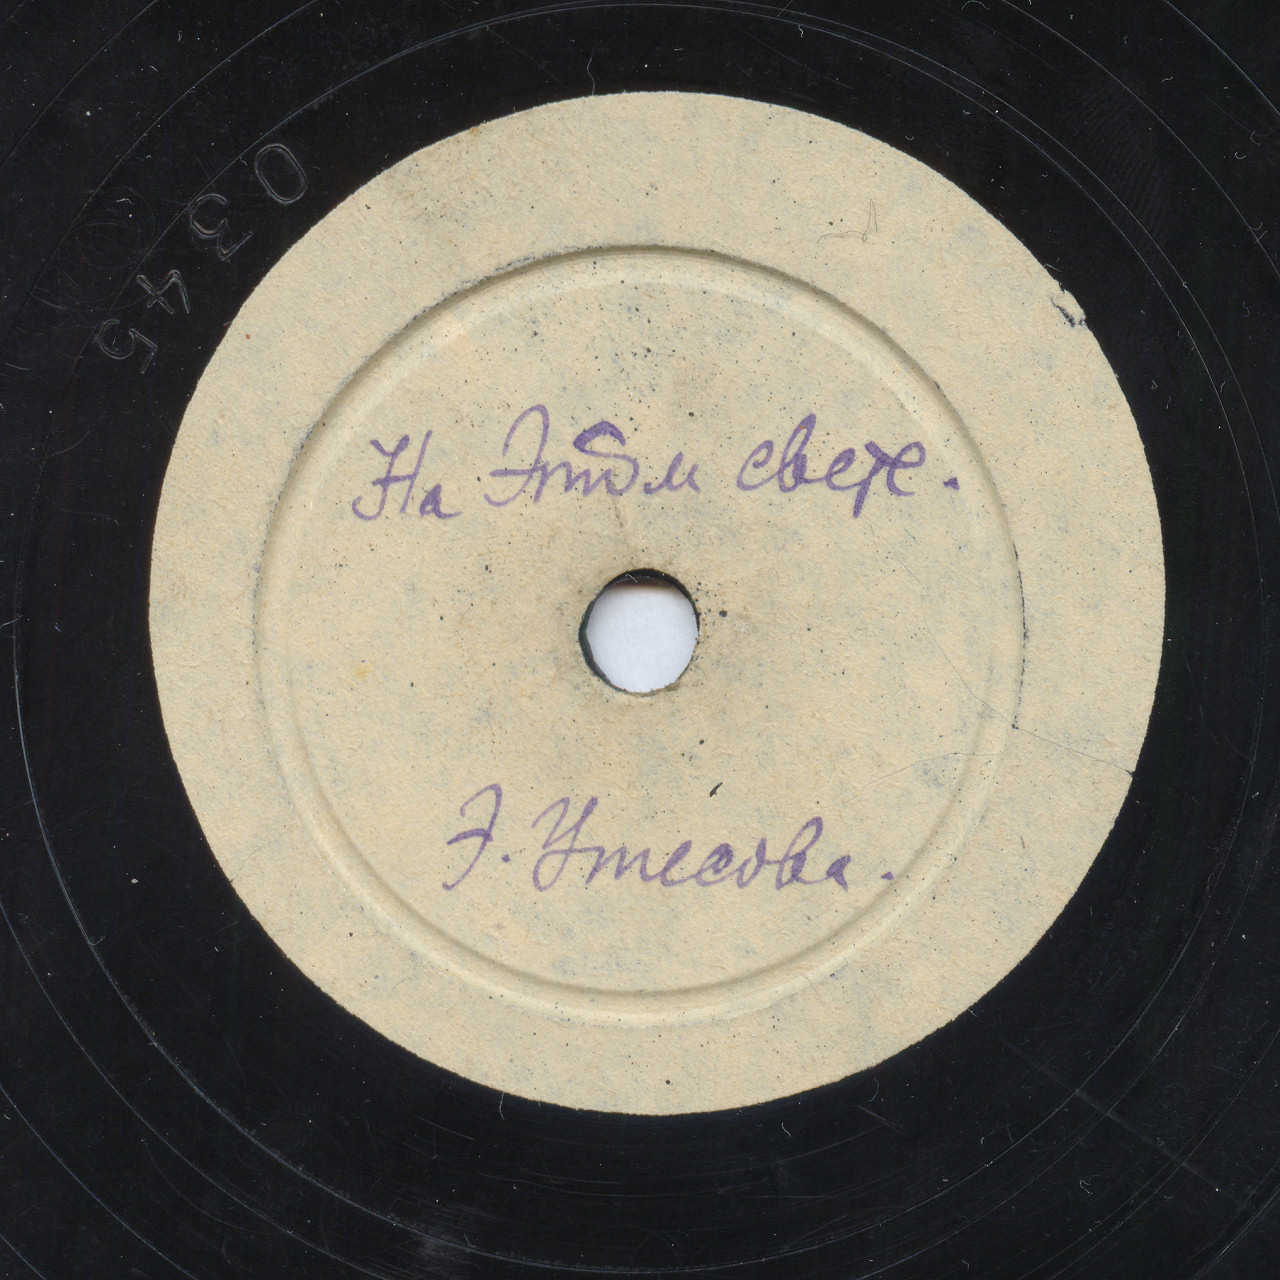 0345
На Этом свете.
Э. Утесова.